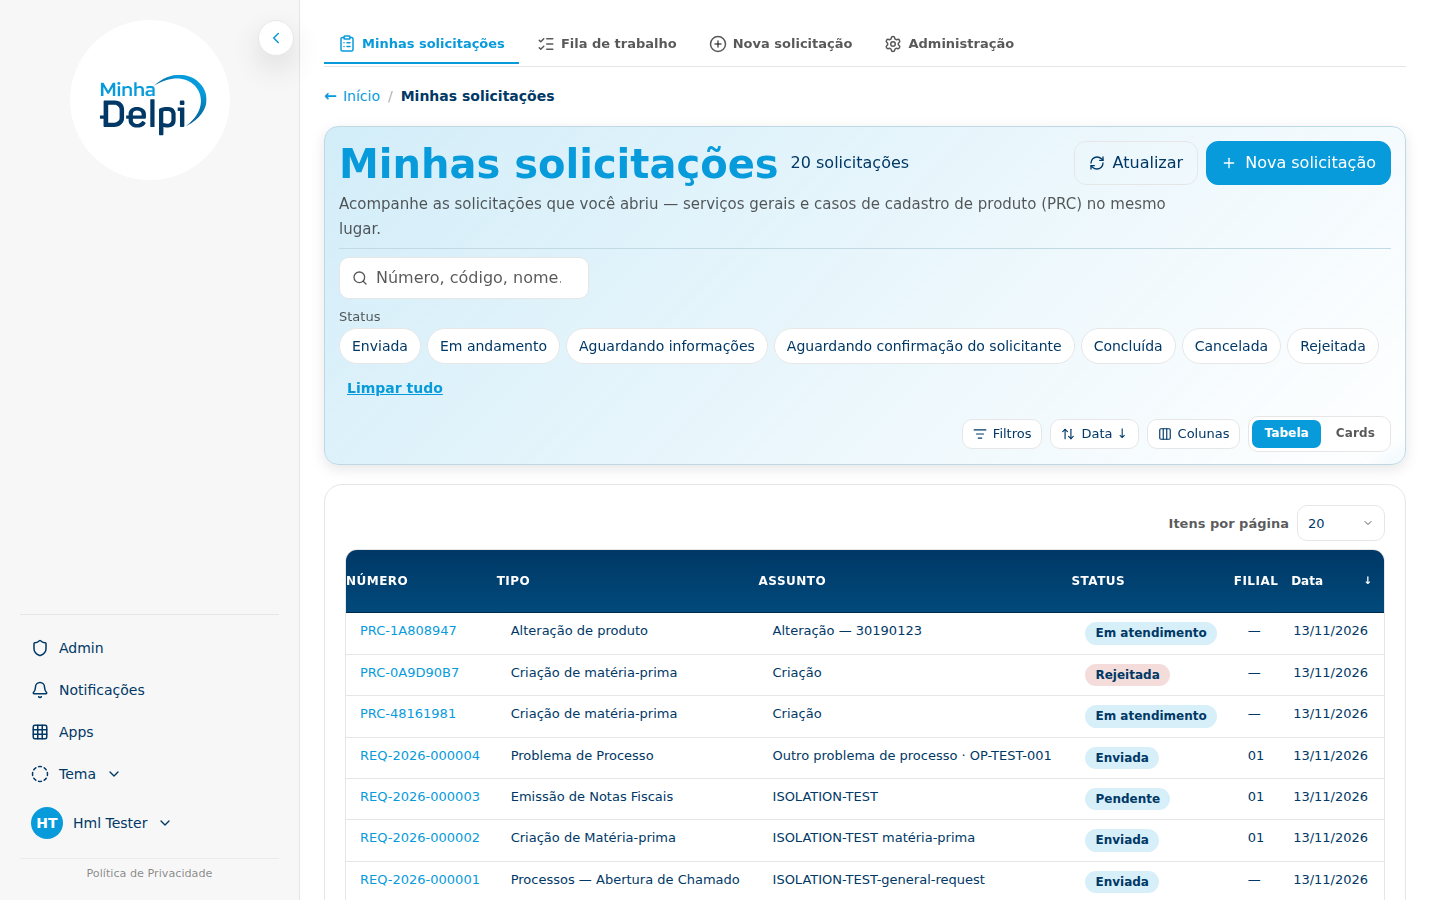 Minha
Delpi
Minhas solicitações
Fila de trabalho
Nova solicitação
Administração
← Início / Minhas solicitações
Minhas solicitações 20 solicitações
Atualizar
+ Nova solicitação
Acompanhe as solicitações que você abriu — serviços gerais e casos de cadastro de produto (PRC) no mesmo
lugar.
Número, código, nome.
Status
Enviada
Em andamento
Aguardando informações
Aguardando confirmação do solicitante
Concluída
Cancelada
Rejeitada
Limpar tudo
Filtros
Data ↓
Colunas
Tabela
Cards
Itens por página 20
NÚMERO TIPO ASSUNTO STATUS FILIAL Data ↓
PRC-1A808947 Alteração de produto Alteração — 30190123 Em atendimento — 13/11/2026
PRC-0A9D90B7 Criação de matéria-prima Criação Rejeitada — 13/11/2026
PRC-48161981 Criação de matéria-prima Criação Em atendimento — 13/11/2026
REQ-2026-000004 Problema de Processo Outro problema de processo · OP-TEST-001 Enviada 01 13/11/2026
REQ-2026-000003 Emissão de Notas Fiscais ISOLATION-TEST Pendente 01 13/11/2026
REQ-2026-000002 Criação de Matéria-prima ISOLATION-TEST matéria-prima Enviada 01 13/11/2026
REQ-2026-000001 Processos — Abertura de Chamado ISOLATION-TEST-general-request Enviada — 13/11/2026
Admin
Notificações
Apps
Tema
HT Hml Tester
Política de Privacidade